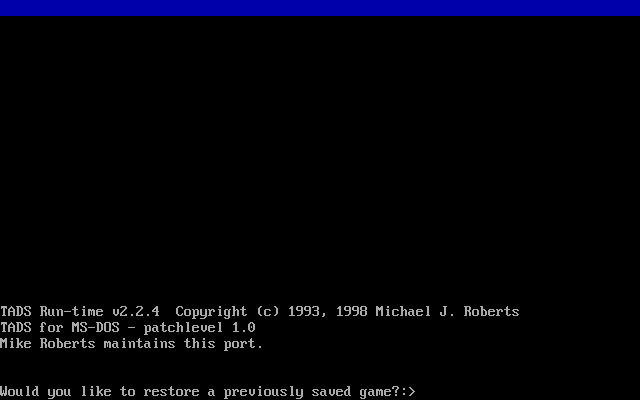 TADS Run-time v2.2.4  Copyright (c) 1993, 1998 Michael J. Roberts
TADS for MS-DOS - patchlevel 1.0
Mike Roberts maintains this port.
Would you like to restore a previously saved game?:>